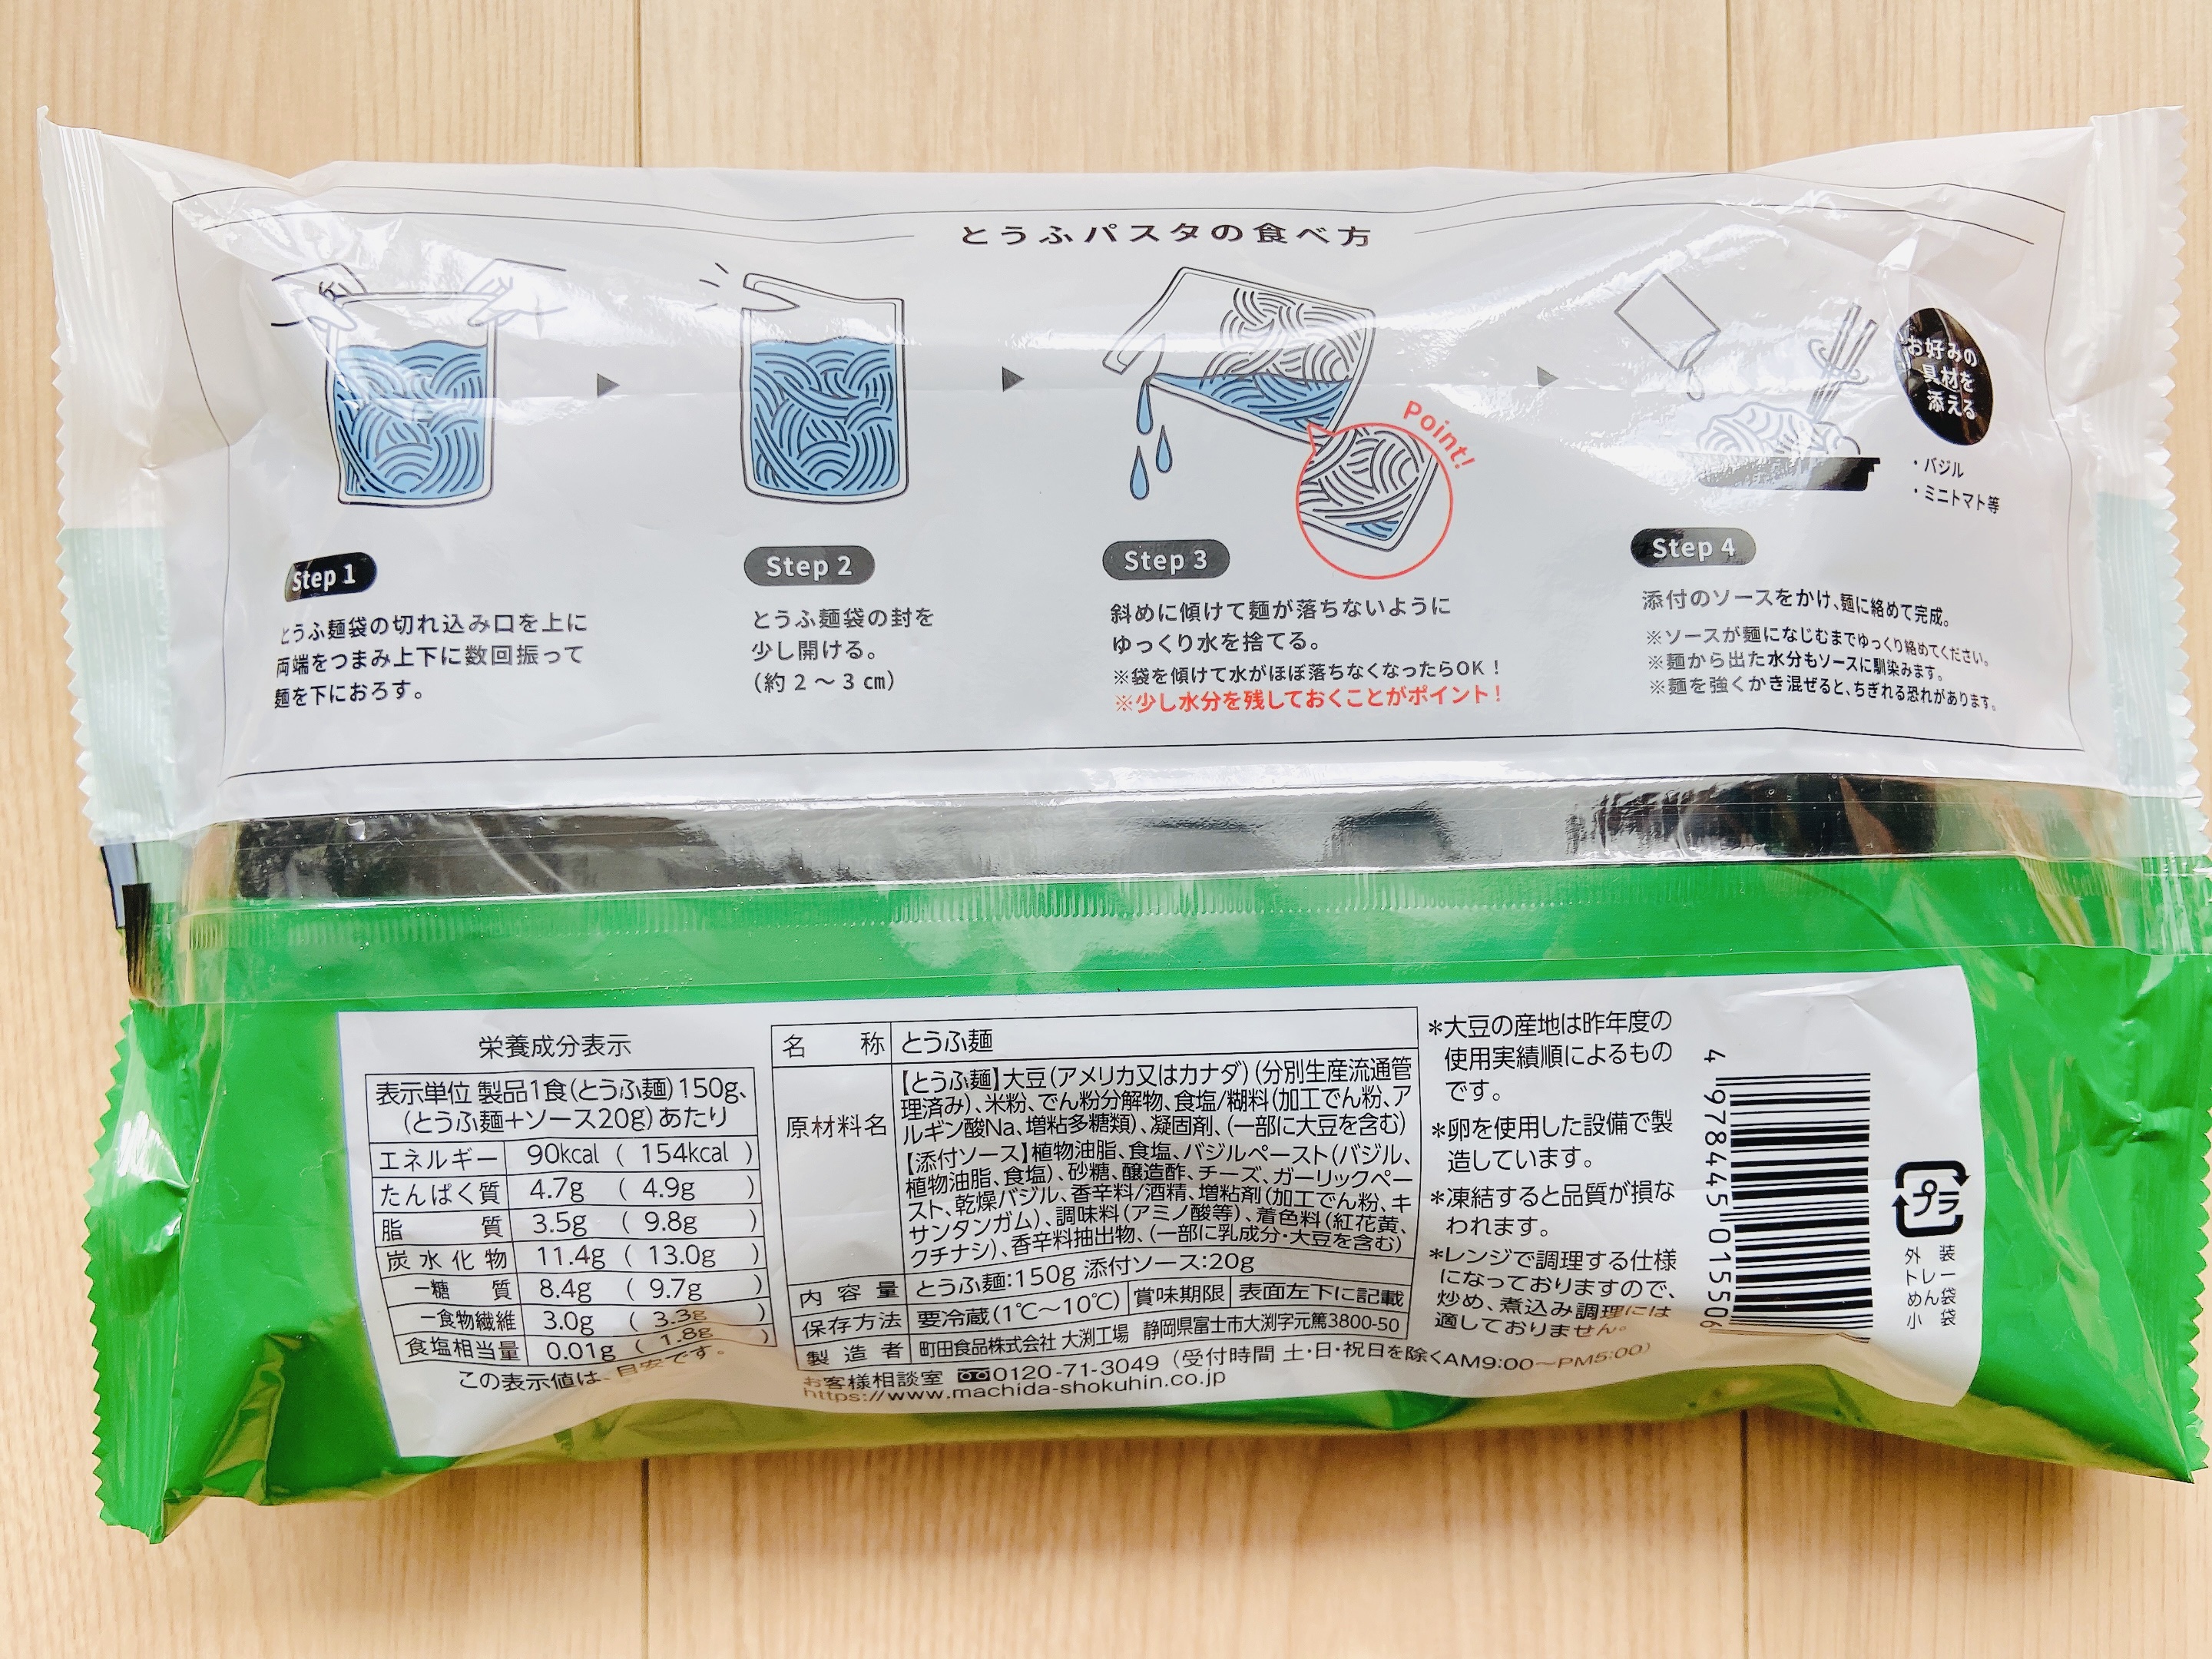 とうふパスタの食べ方
お好みの
具材を
添える
・バジル
・ミニトマト等
Point!
Step 1
とうふ麺袋の切れ込み口を上に
両端をつまみ上下に数回振って
麺を下におろす。
Step 2
とうふ麺袋の封を
少し開ける。
(約2～3㎝)
Step 3
斜めに傾けて麺が落ちないように
ゆっくり水を捨てる。
※袋を傾けて水がほぼ落ちなくなったらOK！
※少し水分を残しておくことがポイント！
Step 4
添付のソースをかけ、麺に絡めて完成。
※ソースが麺になじむまでゆっくり絡めてください。
※麺から出た水分もソースに馴染みます。
※麺を強くかき混ぜると、ちぎれる恐れがあります。
栄養成分表示
表示単位 製品1食(とうふ麺)150g、
(とうふ麺＋ソース20g)あたり
エネルギー 90kcal ( 154kcal )
たんぱく質 4.7g ( 4.9g )
脂質 3.5g ( 9.8g )
炭水化物 11.4g ( 13.0g )
－糖質 8.4g ( 9.7g )
－食物繊維 3.0g ( 3.3g )
食塩相当量 0.01g ( 1.8g )
この表示値は、目安です。
名称 とうふ麺
原材料名
【とうふ麺】大豆(アメリカ又はカナダ)(分別生産流通管
理済み)、米粉、でん粉分解物、食塩/糊料(加工でん粉、ア
ルギン酸Na、増粘多糖類)、凝固剤、(一部に大豆を含む)
【添付ソース】植物油脂、食塩、バジルペースト(バジル、
植物油脂、食塩)、砂糖、醸造酢、チーズ、ガーリックペー
スト、乾燥バジル、香辛料/酒精、増粘剤(加工でん粉、キ
サンタンガム)、調味料(アミノ酸等)、着色料(紅花黄、
クチナシ)、香辛料抽出物、(一部に乳成分・大豆を含む)
内容量 とうふ麺:150g 添付ソース:20g
保存方法 要冷蔵(1℃～10℃) 賞味期限 表面左下に記載
製造者 町田食品株式会社 大渕工場 静岡県富士市大渕字元篤3800-50
お客様相談室 0120-71-3049 (受付時間 土・日・祝日を除くAM9:00～PM5:00)
https://www.machida-shokuhin.co.jp
＊大豆の産地は昨年度の
使用実績順によるもの
です。
＊卵を使用した設備で製
造しています。
＊凍結すると品質が損な
われます。
＊レンジで調理する仕様
になっておりますので、
炒め、煮込み調理には
適しておりません。
4 978445 015506
プラ
外装
トレー
めん袋
小袋